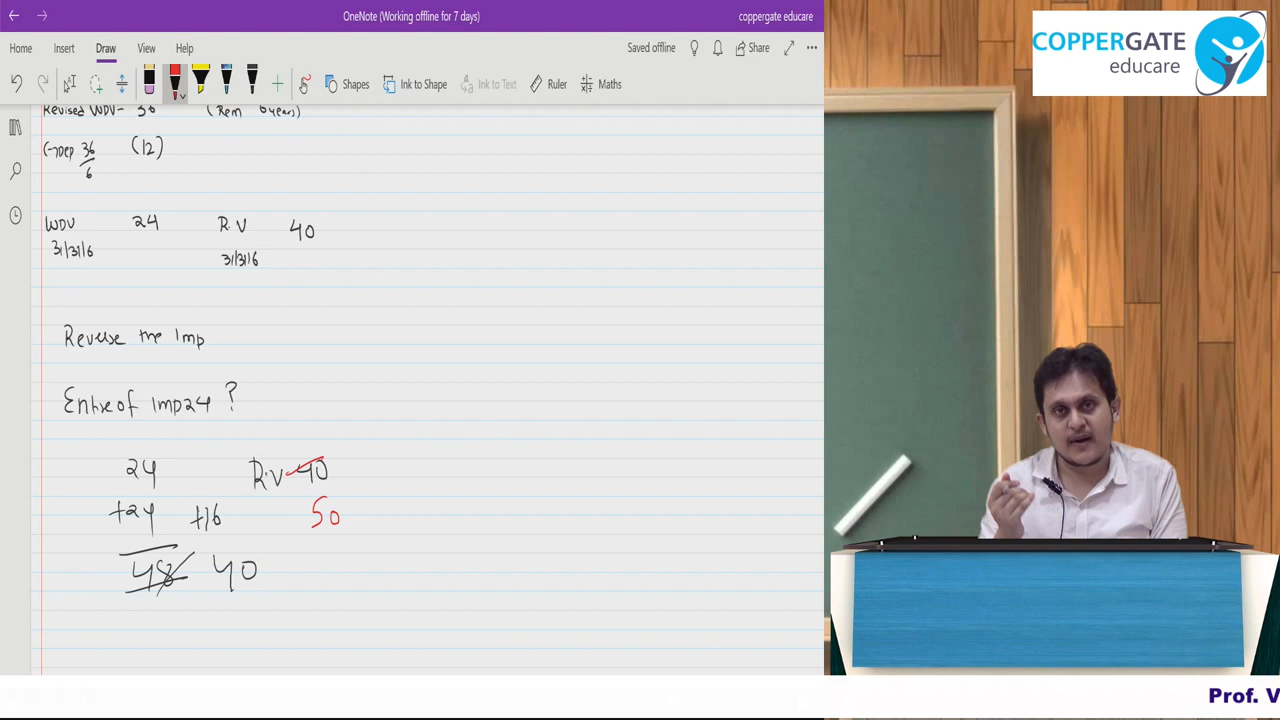 OneNote (Working offline for 7 days)
coppergate educare
Home Insert Draw View Help
Saved offline Share
Shapes Ink to Shape Ink to Text Ruler Maths
Revised WDV- 36 (Rem 6 years)
(-) Dep 36/6 (12)
WDV 24 R.V 40
31/3/16 31/3/16
Reverse the Imp
Entire of Imp 24 ?
24 R.V 40
+24 +16 50
48 40
COPPERGATE
educare
Prof. V